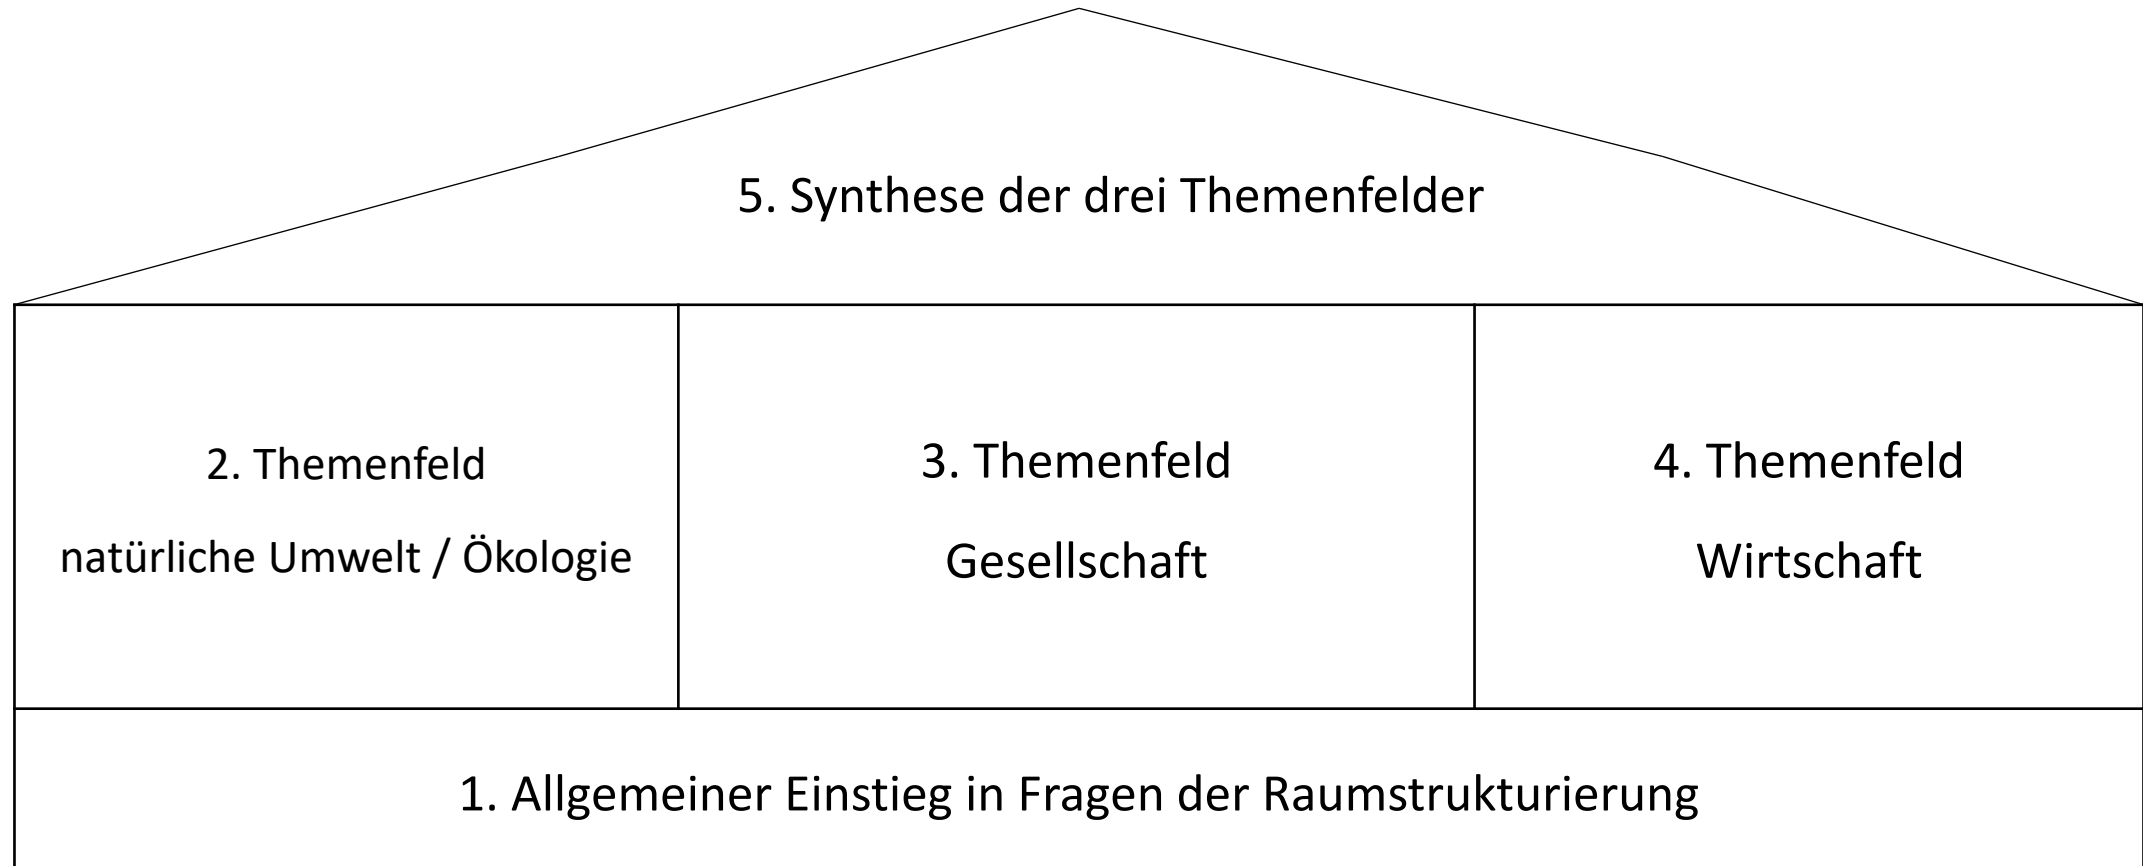 5. Synthese der drei Themenfelder
2. Themenfeld
natürliche Umwelt / Ökologie
3. Themenfeld
Gesellschaft
4. Themenfeld
Wirtschaft
1. Allgemeiner Einstieg in Fragen der Raumstrukturierung